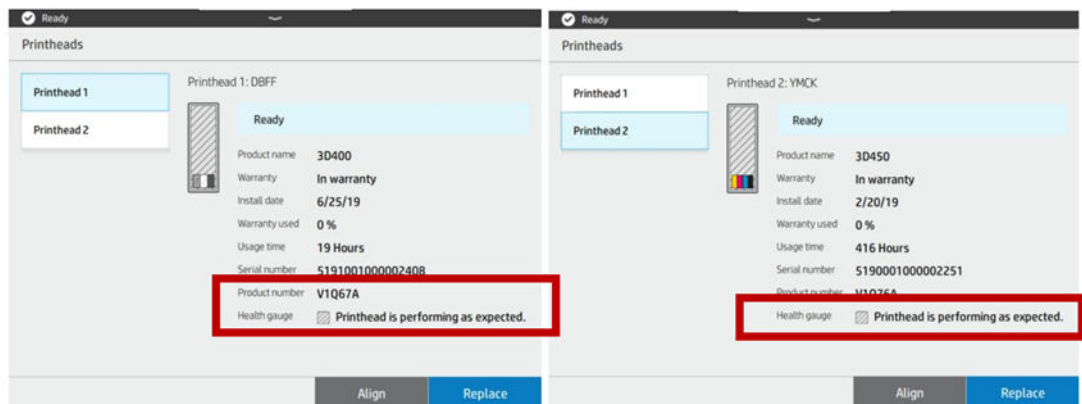 Ready
Printheads
Printhead 1
Printhead 2
Printhead 1: DBFF
Ready
Product name 3D400
Warranty In warranty
Install date 6/25/19
Warranty used 0 %
Usage time 19 Hours
Serial number 5191001000002408
Product number V1Q67A
Health gauge Printhead is performing as expected.
Align Replace
Ready
Printheads
Printhead 1
Printhead 2
Printhead 2: YMCK
Ready
Product name 3D450
Warranty In warranty
Install date 2/20/19
Warranty used 0 %
Usage time 416 Hours
Serial number 5190001000002251
Product number
Health gauge Printhead is performing as expected.
Align Replace